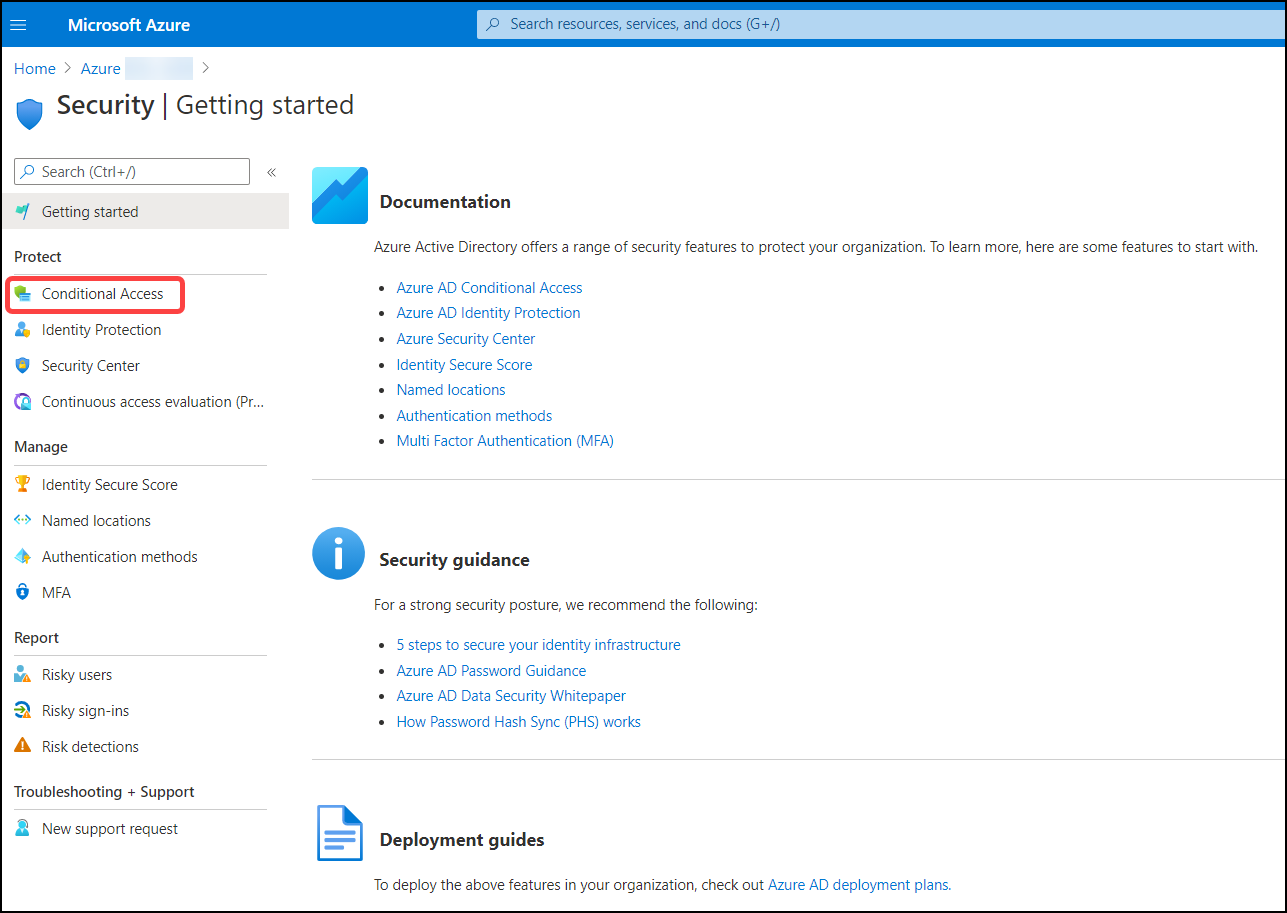 Microsoft Azure
Search resources, services, and docs (G+/)
Home > Azure >
Security | Getting started
Search (Ctrl+/) «
Getting started
Protect
Conditional Access
Identity Protection
Security Center
Continuous access evaluation (Pr...
Manage
Identity Secure Score
Named locations
Authentication methods
MFA
Report
Risky users
Risky sign-ins
Risk detections
Troubleshooting + Support
New support request
Documentation
Azure Active Directory offers a range of security features to protect your organization. To learn more, here are some features to start with.
• Azure AD Conditional Access
• Azure AD Identity Protection
• Azure Security Center
• Identity Secure Score
• Named locations
• Authentication methods
• Multi Factor Authentication (MFA)
Security guidance
For a strong security posture, we recommend the following:
• 5 steps to secure your identity infrastructure
• Azure AD Password Guidance
• Azure AD Data Security Whitepaper
• How Password Hash Sync (PHS) works
Deployment guides
To deploy the above features in your organization, check out Azure AD deployment plans.